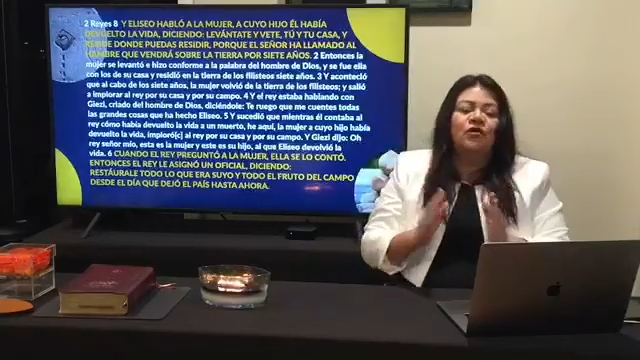 2 Reyes 8 Y ELISEO HABLÓ A LA MUJER, A CUYO HIJO ÉL HABÍA
DEVUELTO LA VIDA, DICIENDO: LEVÁNTATE Y VETE, TÚ Y TU CASA, Y
RESIDE DONDE PUEDAS RESIDIR, PORQUE EL SEÑOR HA LLAMADO AL
HAMBRE QUE VENDRÁ SOBRE LA TIERRA POR SIETE AÑOS. 2 Entonces la
mujer se levantó e hizo conforme a la palabra del hombre de Dios, y se fue ella
con los de su casa y residió en la tierra de los filisteos siete años. 3 Y aconteció
que al cabo de los siete años, la mujer volvió de la tierra de los filisteos; y salió
a implorar al rey por su casa y por su campo. 4 Y el rey estaba hablando con
Giezi, criado del hombre de Dios, diciéndole: Te ruego que me cuentes todas
las grandes cosas que ha hecho Eliseo. 5 Y sucedió que mientras él contaba al
rey cómo había devuelto la vida a un muerto, he aquí, la mujer a cuyo hijo había
devuelto la vida, imploró[c] al rey por su casa y por su campo. Y Giezi dijo: Oh
rey señor mío, esta es la mujer y este es su hijo, al que Eliseo devolvió la
vida. 6 CUANDO EL REY PREGUNTÓ A LA MUJER, ELLA SE LO CONTÓ.
ENTONCES EL REY LE ASIGNÓ UN OFICIAL, DICIENDO:
RESTÁURALE TODO LO QUE ERA SUYO Y TODO EL FRUTO DEL CAMPO
DESDE EL DÍA QUE DEJÓ EL PAÍS HASTA AHORA.